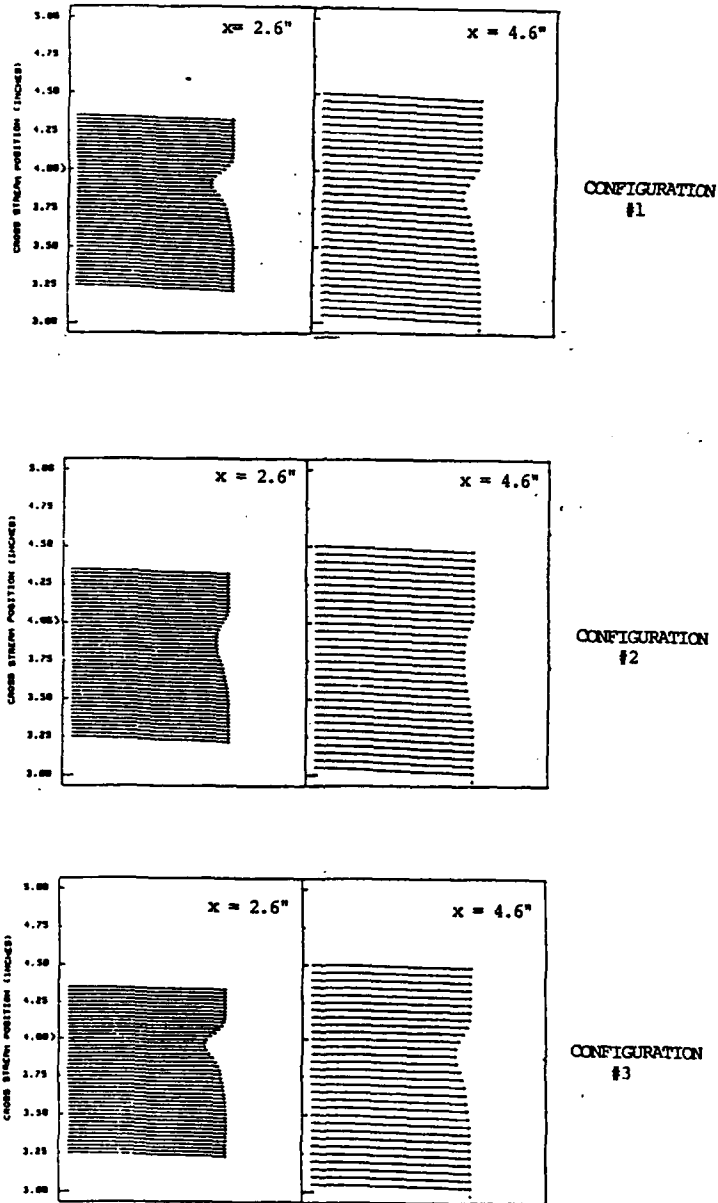 x= 2.6"
x = 4.6"
5.00
4.75
4.50
4.25
4.00
3.75
3.50
3.25
3.00
CROSS STREAM POSITION (INCHES)
CONFIGURATION
#1
x = 2.6"
x = 4.6"
5.00
4.75
4.50
4.25
4.00
3.75
3.50
3.25
3.00
CROSS STREAM POSITION (INCHES)
CONFIGURATION
#2
x = 2.6"
x = 4.6"
5.00
4.75
4.50
4.25
4.00
3.75
3.50
3.25
3.00
CROSS STREAM POSITION (INCHES)
CONFIGURATION
#3